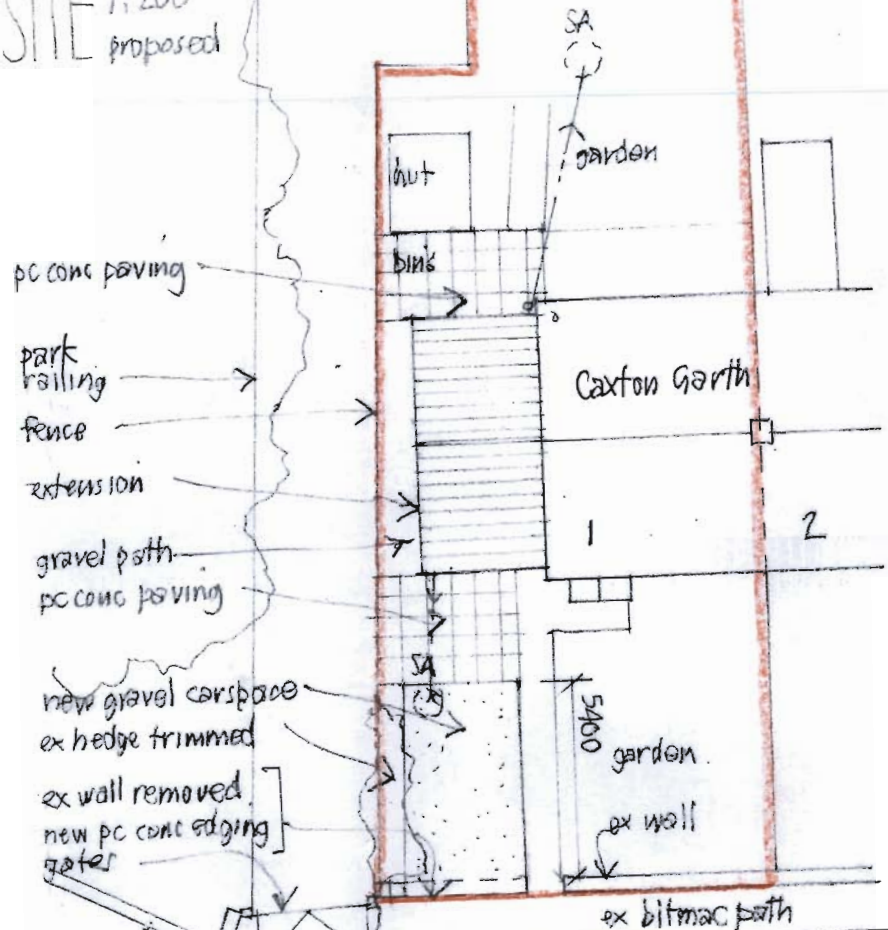 SITE 1:200
proposed
SA
garden
hut
bins
pc conc paving
park
railing
fence
Caxton Garth
extension
1
2
gravel path
pc conc paving
SA
new gravel carspace
5400
ex hedge trimmed
garden
ex wall removed
new pc conc edging
ex wall
gates
ex bitmac path